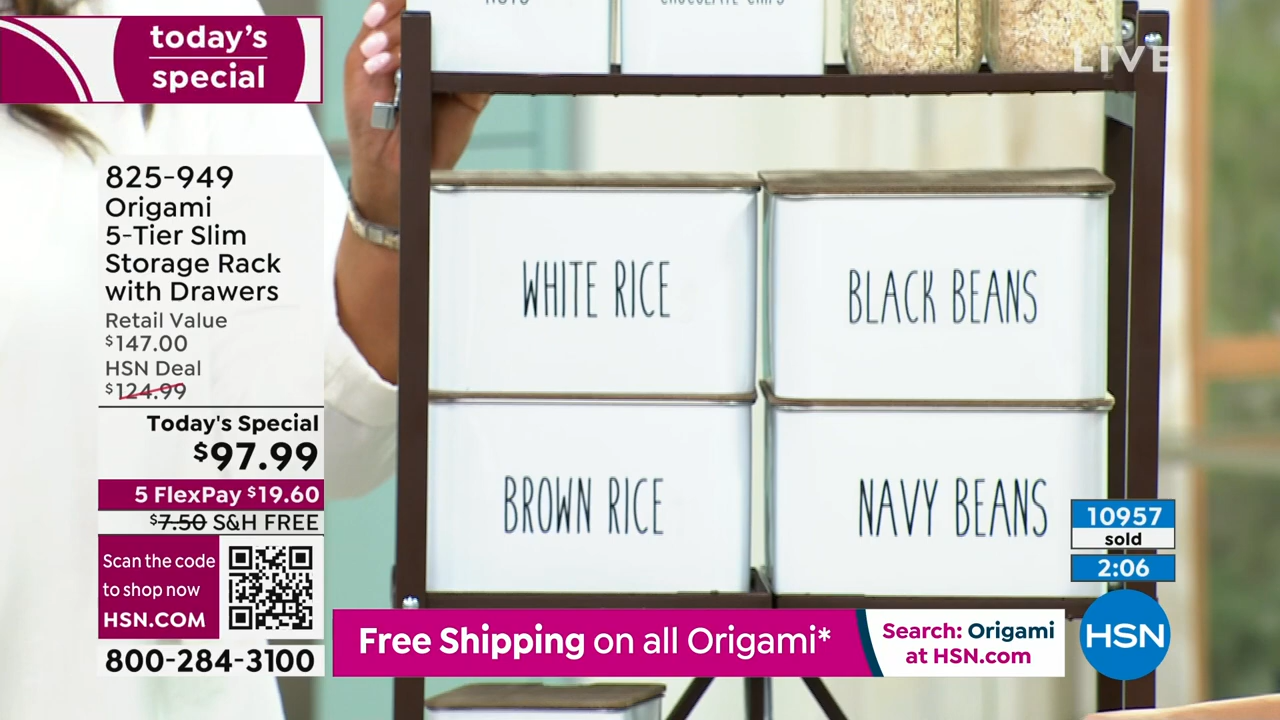 today's
special
825-949
Origami
5-Tier Slim
Storage Rack
with Drawers
Retail Value
$147.00
HSN Deal
$124.99
Today's Special
$97.99
5 FlexPay $19.60
$7.50 S&H FREE
Scan the code
to shop now
HSN.COM
800-284-3100
NUTS
CHOCOLATE CHIPS
LIVE
WHITE RICE
BLACK BEANS
BROWN RICE
NAVY BEANS
10957
sold
2:06
Free Shipping on all Origami*
Search: Origami
at HSN.com
HSN